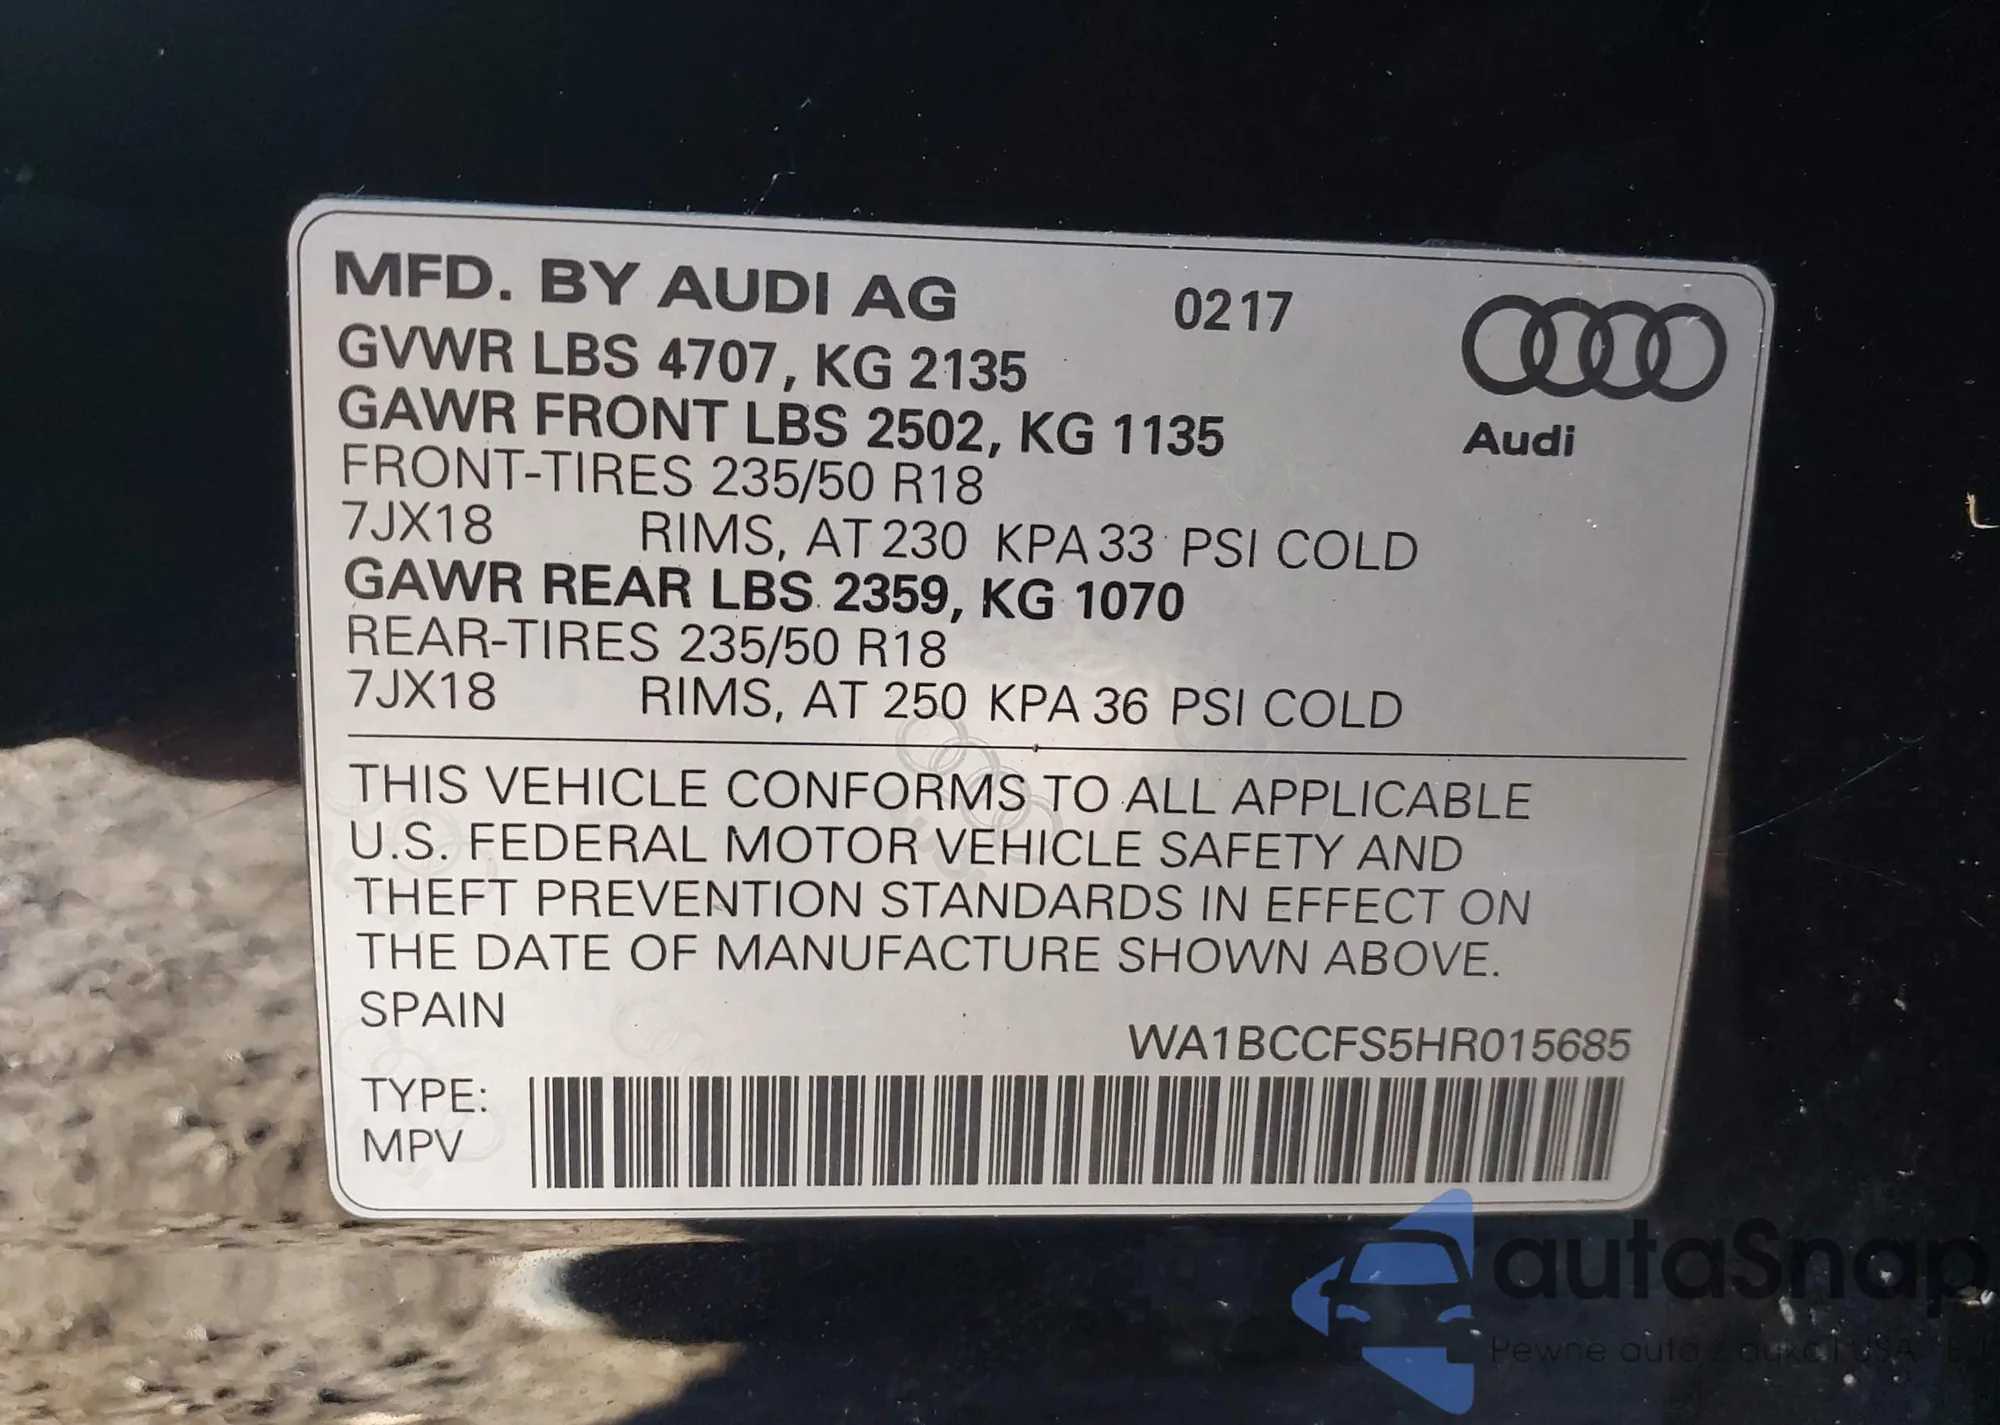 MFD. BY AUDI AG 0217
GVWR LBS 4707, KG 2135
GAWR FRONT LBS 2502, KG 1135
Audi
FRONT-TIRES 235/50 R18
7JX18 RIMS, AT 230 KPA 33 PSI COLD
GAWR REAR LBS 2359, KG 1070
REAR-TIRES 235/50 R18
7JX18 RIMS, AT 250 KPA 36 PSI COLD
THIS VEHICLE CONFORMS TO ALL APPLICABLE
U.S. FEDERAL MOTOR VEHICLE SAFETY AND
THEFT PREVENTION STANDARDS IN EFFECT ON
THE DATE OF MANUFACTURE SHOWN ABOVE.
SPAIN
WA1BCCFS5HR015685
TYPE:
MPV
autaSnap
Pewne auta z aukcji USA